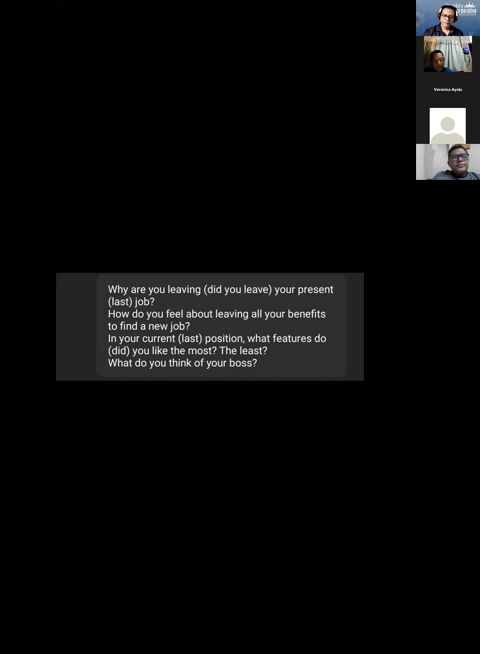 Why are you leaving (did you leave) your present
(last) job?
How do you feel about leaving all your benefits
to find a new job?
In your current (last) position, what features do
(did) you like the most? The least?
What do you think of your boss?
Verónica Ayala